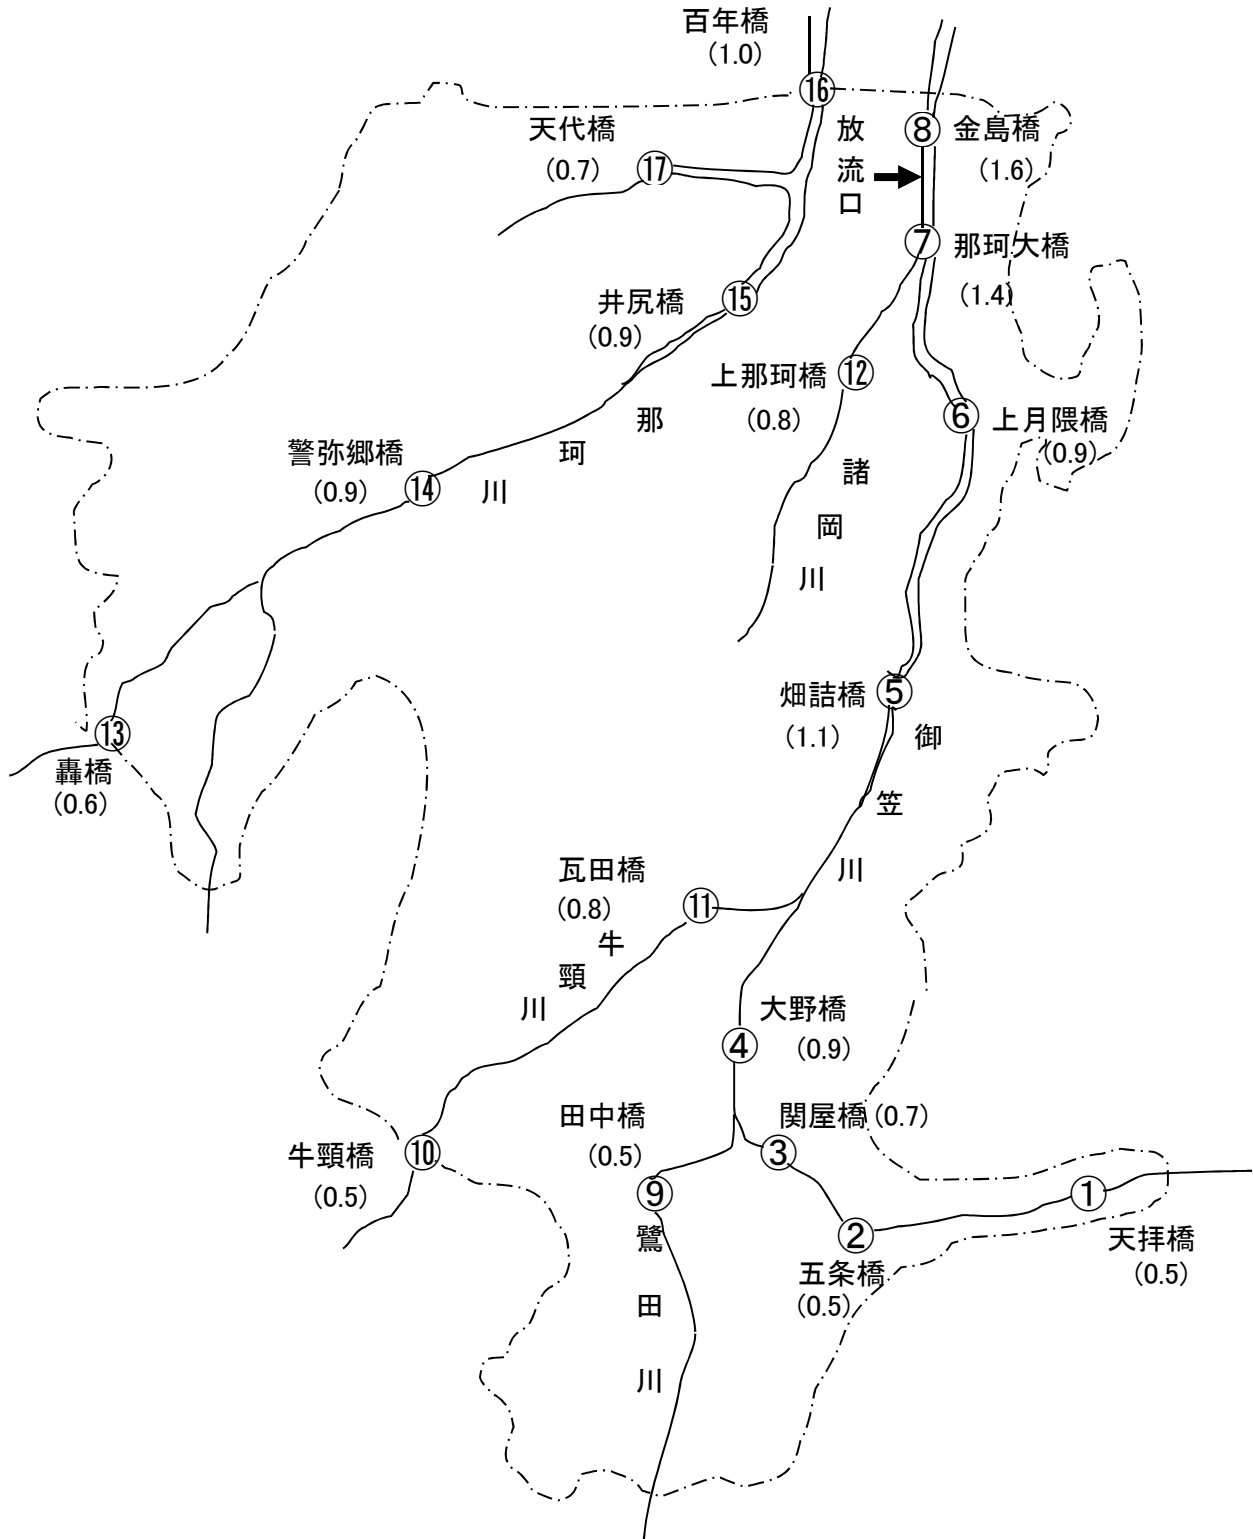 百年橋
(1.0)
⑯
天代橋
(0.7)
⑰
放流口
⑧
金島橋
(1.6)
⑦
那珂大橋
(1.4)
井尻橋
(0.9)
⑮
上那珂橋
(0.8)
⑫
⑥
上月隈橋
(0.9)
警弥郷橋
(0.9)
⑭
那珂川
諸岡川
畑詰橋
(1.1)
⑤
御笠川
⑬
轟橋
(0.6)
瓦田橋
(0.8)
⑪
牛頸川
大野橋
(0.9)
④
田中橋
(0.5)
⑨
関屋橋(0.7)
③
牛頸橋
(0.5)
⑩
鷺田川
②
五条橋
(0.5)
①
天拝橋
(0.5)